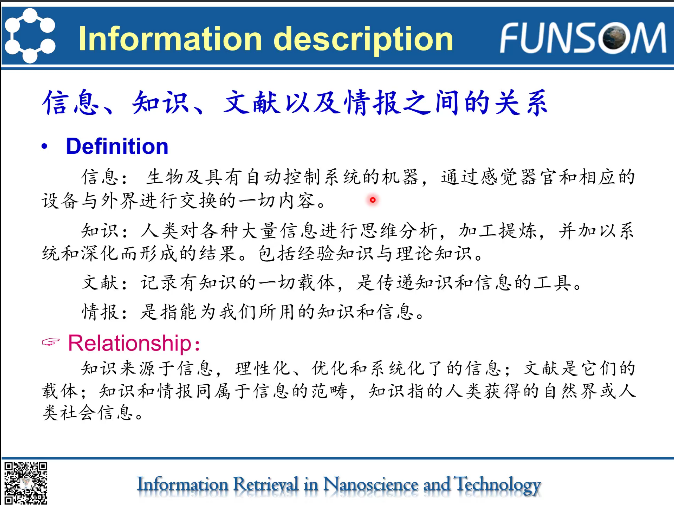 Information description
FUNSOM
信息、知识、文献以及情报之间的关系
• Definition
信息： 生物及具有自动控制系统的机器，通过感觉器官和相应的
设备与外界进行交换的一切内容。
知识：人类对各种大量信息进行思维分析，加工提炼，并加以系
统和深化而形成的结果。包括经验知识与理论知识。
文献：记录有知识的一切载体，是传递知识和信息的工具。
情报：是指能为我们所用的知识和信息。
☞ Relationship：
知识来源于信息，理性化、优化和系统化了的信息；文献是它们的
载体；知识和情报同属于信息的范畴，知识指的人类获得的自然界或人
类社会信息。
Information Retrieval in Nanoscience and Technology